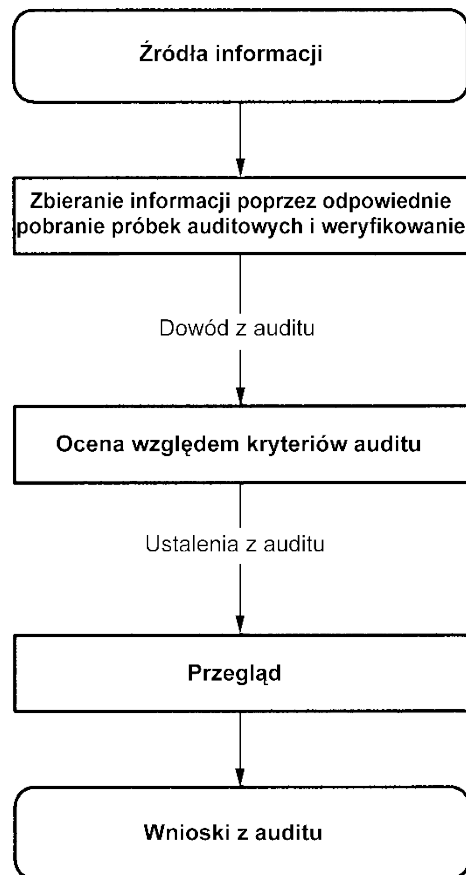 Źródła informacji
Zbieranie informacji poprzez odpowiednie
pobranie próbek auditowych i weryfikowanie
Dowód z auditu
Ocena względem kryteriów auditu
Ustalenia z auditu
Przegląd
Wnioski z auditu